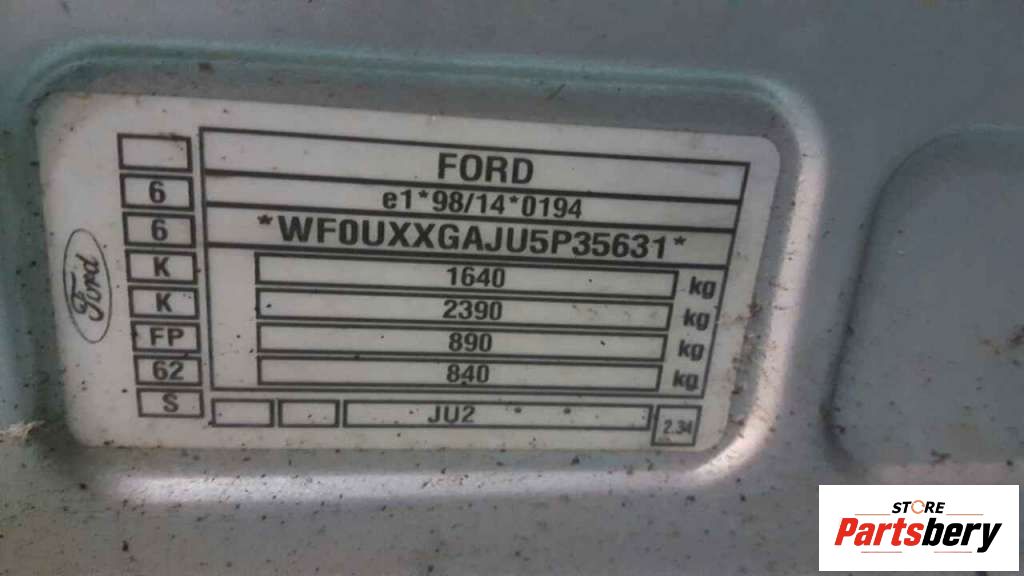 FORD
e1*98/14*0194
*WF0UXXGAJU5P35631*
1640 kg
2390 kg
890 kg
840 kg
JU2
2.34
6
6
K
K
FP
62
S
Ford
STORE
Partsbery